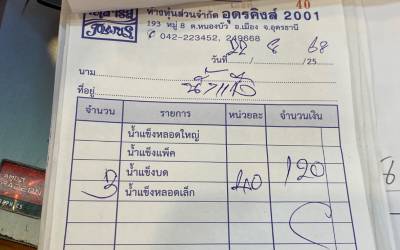 ห้างหุ้นส่วนจำกัด อุดรคิงส์ 2001
40
193 หมู่ 8 ต.หนองบัว อ.เมือง จ.อุดรธานี
✆ 042-223452, 249668
วันที่ 22 / 8 / 25 68
นาม
ที่อยู่
จำนวน รายการ หน่วยละ จำนวนเงิน
น้ำแข็งหลอดใหญ่
น้ำแข็งแพ็ค
น้ำแข็งบด 120
3 น้ำแข็งหลอดเล็ก 40
8
AMD
RADEON